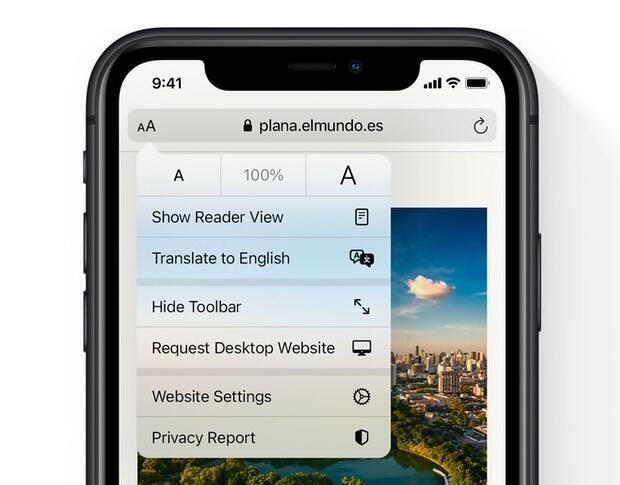 9:41
AA plana.elmundo.es
A 100% A
Show Reader View
Translate to English
Hide Toolbar
Request Desktop Website
Website Settings
Privacy Report